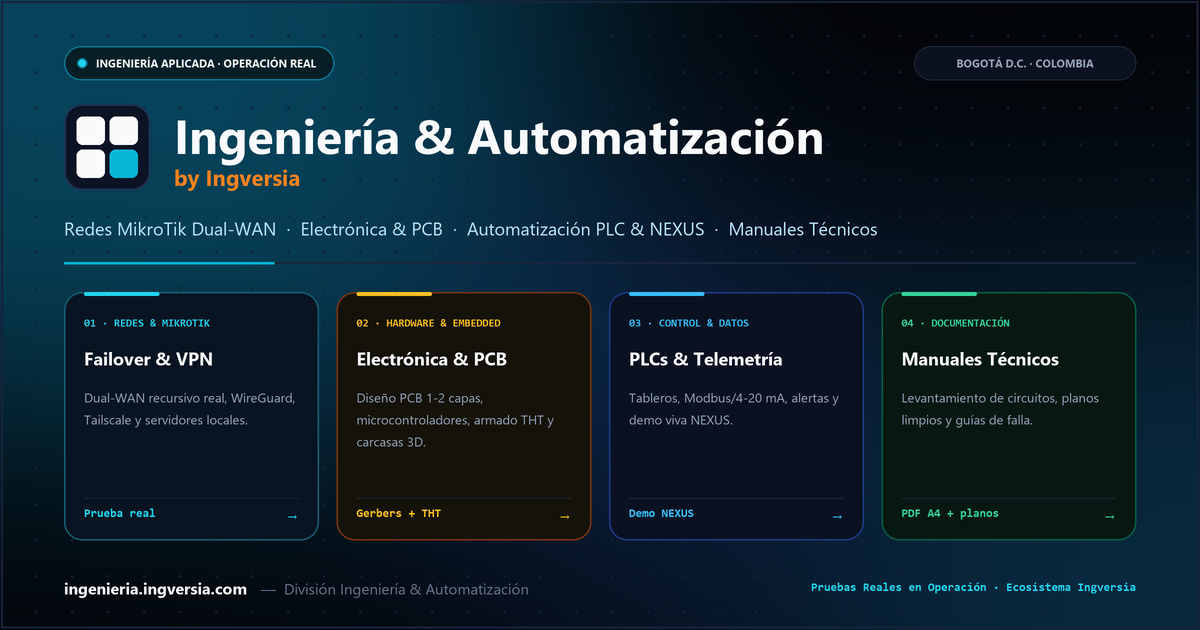 INGENIERÍA APLICADA · OPERACIÓN REAL
BOGOTÁ D.C. · COLOMBIA
Ingeniería & Automatización
by Ingversia
Redes MikroTik Dual-WAN · Electrónica & PCB · Automatización PLC & NEXUS · Manuales Técnicos
01 · REDES & MIKROTIK
Failover & VPN
Dual-WAN recursivo real, WireGuard,
Tailscale y servidores locales.
Prueba real →
02 · HARDWARE & EMBEDDED
Electrónica & PCB
Diseño PCB 1-2 capas,
microcontroladores, armado THT y
carcasas 3D.
Gerbers + THT →
03 · CONTROL & DATOS
PLCs & Telemetría
Tableros, Modbus/4-20 mA, alertas y
demo viva NEXUS.
Demo NEXUS →
04 · DOCUMENTACIÓN
Manuales Técnicos
Levantamiento de circuitos, planos
limpios y guías de falla.
PDF A4 + planos →
ingenieria.ingversia.com — División Ingeniería & Automatización
Pruebas Reales en Operación · Ecosistema Ingversia